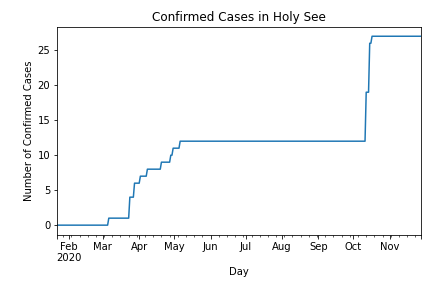 Confirmed Cases in Holy See
Number of Confirmed Cases
25
20
15
10
5
0
Feb Mar Apr May Jun Jul Aug Sep Oct Nov
2020
Day